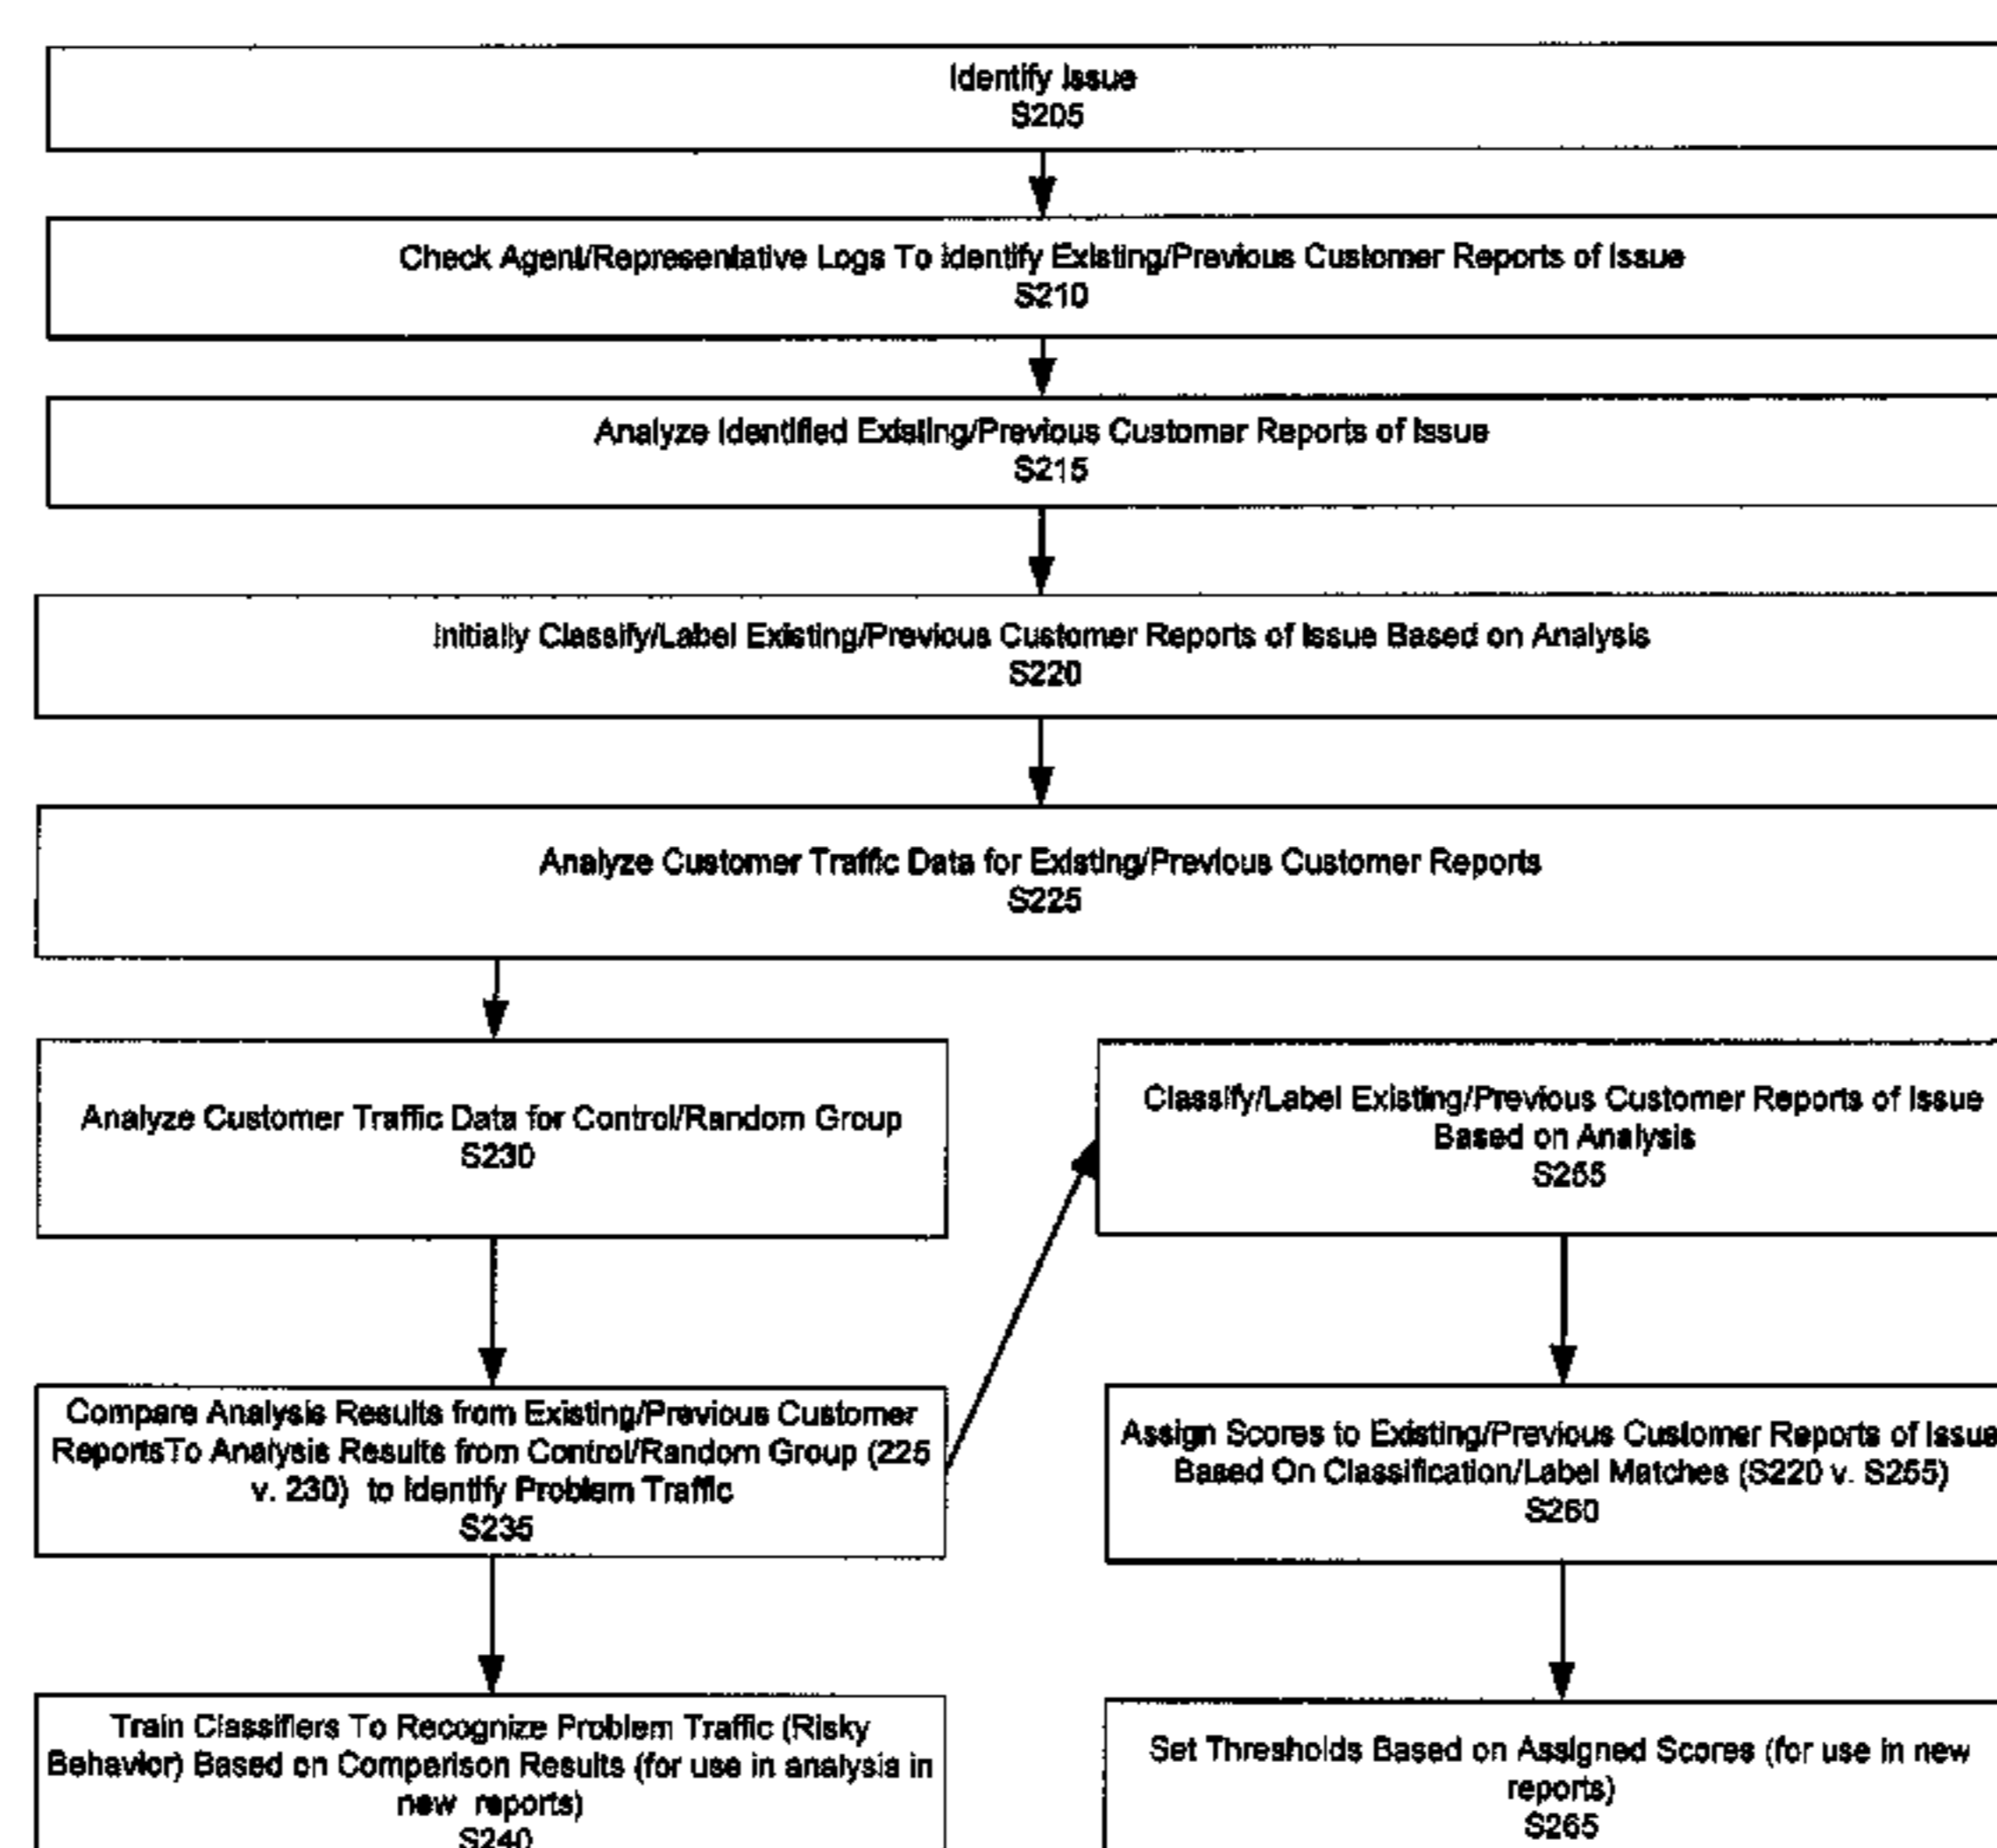 Identify Issue
S205
Check Agent/Representative Logs To Identify Existing/Previous Customer Reports of Issue
S210
Analyze Identified Existing/Previous Customer Reports of Issue
S215
Initially Classify/Label Existing/Previous Customer Reports of Issue Based on Analysis
S220
Analyze Customer Traffic Data for Existing/Previous Customer Reports
S225
Analyze Customer Traffic Data for Control/Random Group
S230
Classify/Label Existing/Previous Customer Reports of Issue
Based on Analysis
S255
Compare Analysis Results from Existing/Previous Customer
ReportsTo Analysis Results from Control/Random Group (225
v. 230) to Identify Problem Traffic
S235
Assign Scores to Existing/Previous Customer Reports of Issue
Based On Classification/Label Matches (S220 v. S255)
S260
Train Classifiers To Recognize Problem Traffic (Risky
Behavior) Based on Comparison Results (for use in analysis in
new reports)
S240
Set Thresholds Based on Assigned Scores (for use in new
reports)
S265